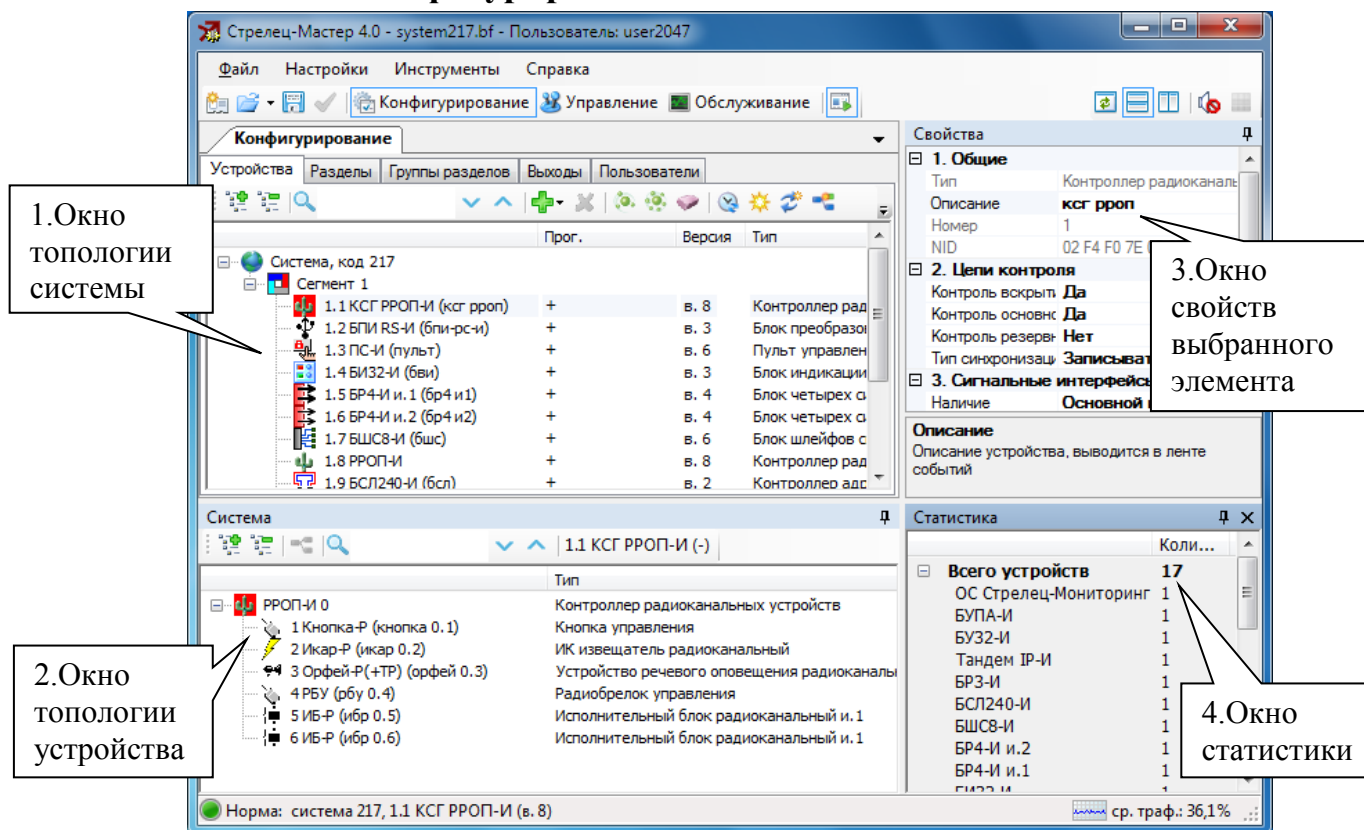 Стрелец-Мастер 4.0 - system217.bf - Пользователь: user2047
Файл Настройки Инструменты Справка
Конфигурирование Управление Обслуживание
Конфигурирование
Устройства Разделы Группы разделов Выходы Пользователи
Прог. Версия Тип
Система, код 217
Сегмент 1
1.1 КСГ РРОП-И (ксг рроп) + в. 8 Контроллер рад
1.2 БПИ RS-И (бпи-рс-и) + в. 3 Блок преобразо
1.3 ПС-И (пульт) + в. 6 Пульт управлен
1.4 БИ32-И (бви) + в. 3 Блок индикации
1.5 БР4-И и.1 (бр4 и1) + в. 4 Блок четырех си
1.6 БР4-И и.2 (бр4 и2) + в. 4 Блок четырех си
1.7 БШС8-И (бшс) + в. 6 Блок шлейфов с
1.8 РРОП-И + в. 8 Контроллер рад
1.9 БСЛ240-И (бсл) + в. 2 Контроллер адс
1.Окно
топологии
системы
Свойства
1. Общие
Тип Контроллер радиоканаль
Описание ксг рроп
Номер 1
NID 02 F4 F0 7E
2. Цепи контроля
Контроль вскрыти Да
Контроль основно Да
Контроль резерв Нет
Тип синхронизаци Записыват
3. Сигнальные интерфейсы
Наличие Основной
Описание
Описание устройства, выводится в ленте
событий
3.Окно
свойств
выбранного
элемента
Система
1.1 КСГ РРОП-И (-)
Тип
РРОП-И 0 Контроллер радиоканальных устройств
1 Кнопка-Р (кнопка 0.1) Кнопка управления
2 Икар-Р (икар 0.2) ИК извещатель радиоканальный
3 Орфей-Р(+ТР) (орфей 0.3) Устройство речевого оповещения радиоканалы
4 РБУ (рбу 0.4) Радиобрелок управления
5 ИБ-Р (ибр 0.5) Исполнительный блок радиоканальный и.1
6 ИБ-Р (ибр 0.6) Исполнительный блок радиоканальный и.1
2.Окно
топологии
устройства
Статистика
Коли...
Всего устройств 17
ОС Стрелец-Мониторинг 1
БУПА-И 1
БУ32-И 1
Тандем IP-И 1
БР3-И 1
БСЛ240-И 1
БШС8-И 1
БР4-И и.2 1
БР4-И и.1 1
БИ32-И 1
4.Окно
статистики
Норма: система 217, 1.1 КСГ РРОП-И (в. 8) ср. траф.: 36,1%